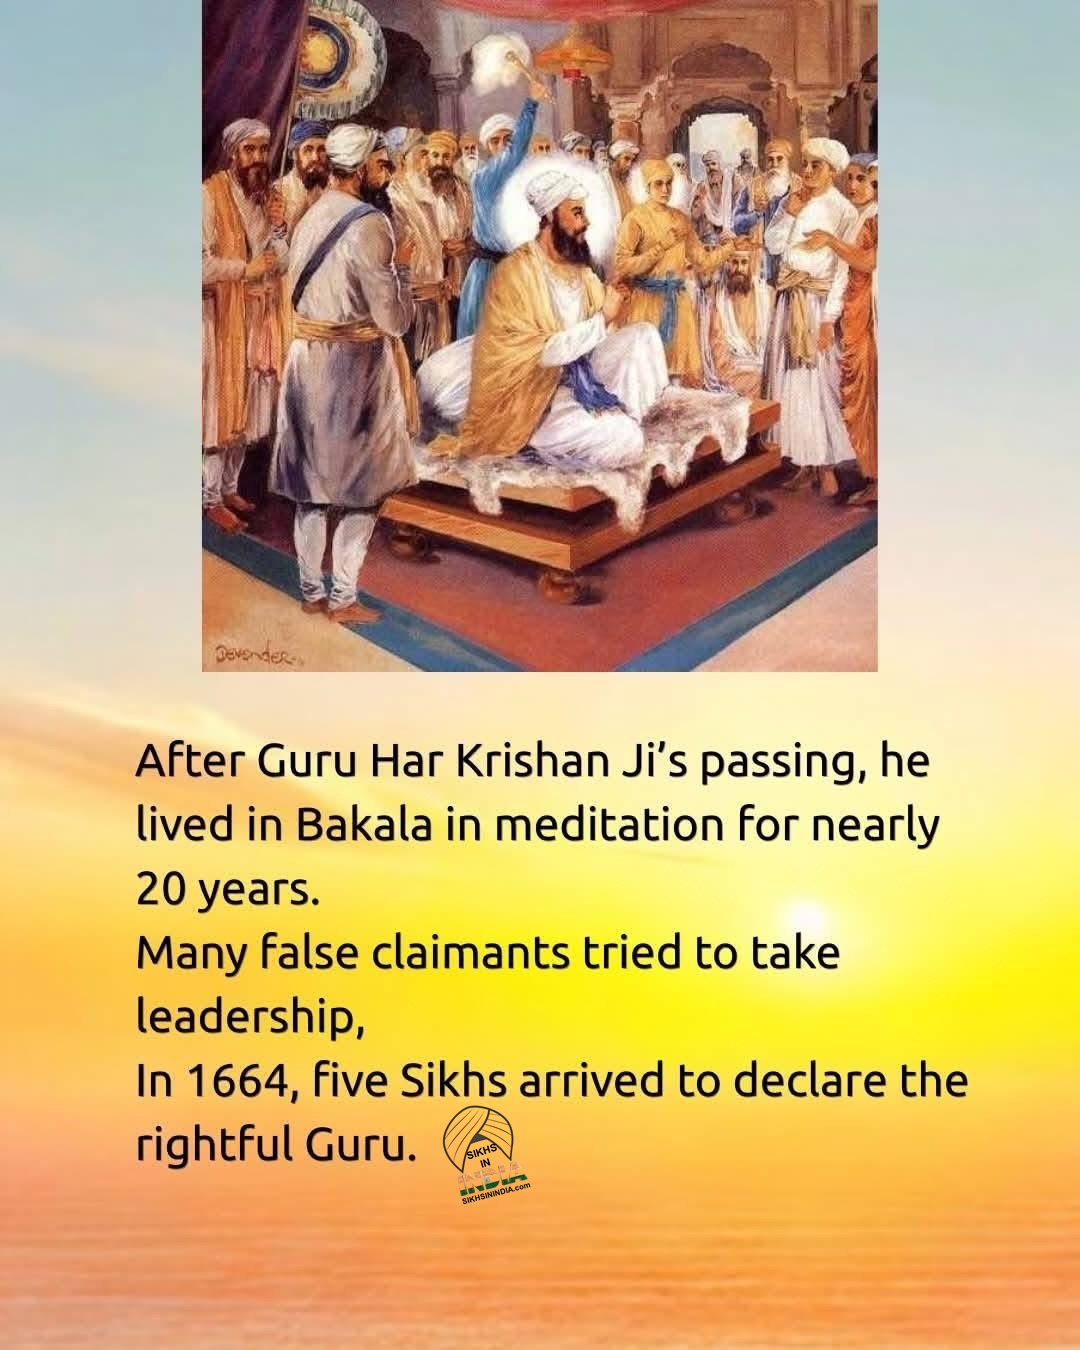 Devender
After Guru Har Krishan Ji’s passing, he
lived in Bakala in meditation for nearly
20 years.
Many false claimants tried to take
leadership,
In 1664, five Sikhs arrived to declare the
rightful Guru.
SIKHS
IN
INDIA
SIKHSININDIA.com